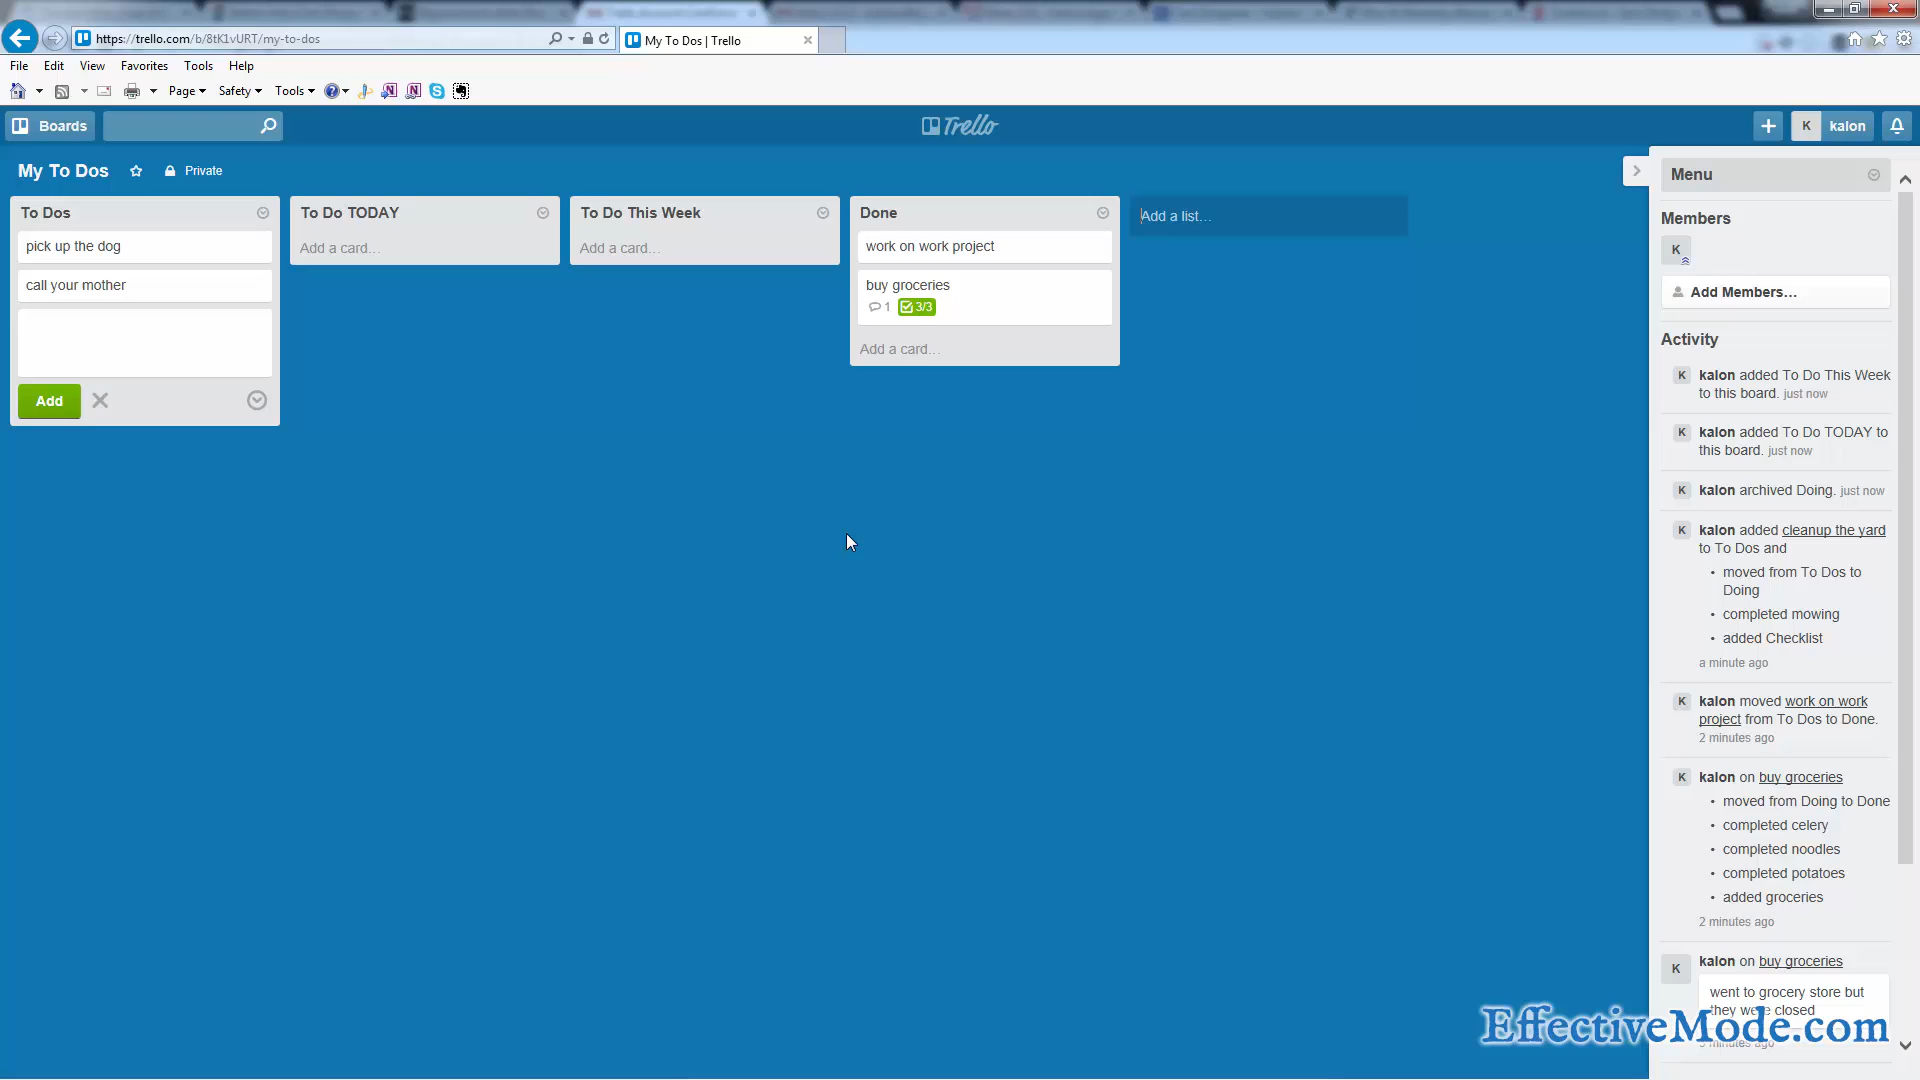 https://trello.com/b/8tK1vURT/my-to-dos
My To Dos | Trello
File Edit View Favorites Tools Help
Page Safety Tools
Boards
Trello
K kalon
My To Dos
Private
To Dos
pick up the dog
call your mother
Add
To Do TODAY
Add a card…
To Do This Week
Add a card…
Done
work on work project
buy groceries
1 3/3
Add a card…
Add a list…
Menu
Members
K
Add Members…
Activity
K kalon added To Do This Week
to this board. just now
K kalon added To Do TODAY to
this board. just now
K kalon archived Doing. just now
K kalon added cleanup the yard
to To Dos and
• moved from To Dos to
Doing
• completed mowing
• added Checklist
a minute ago
K kalon moved work on work
project from To Dos to Done.
2 minutes ago
K kalon on buy groceries
• moved from Doing to Done
• completed celery
• completed noodles
• completed potatoes
• added groceries
2 minutes ago
K kalon on buy groceries
went to grocery store but
they were closed
minutes ago
EffectiveMode.com